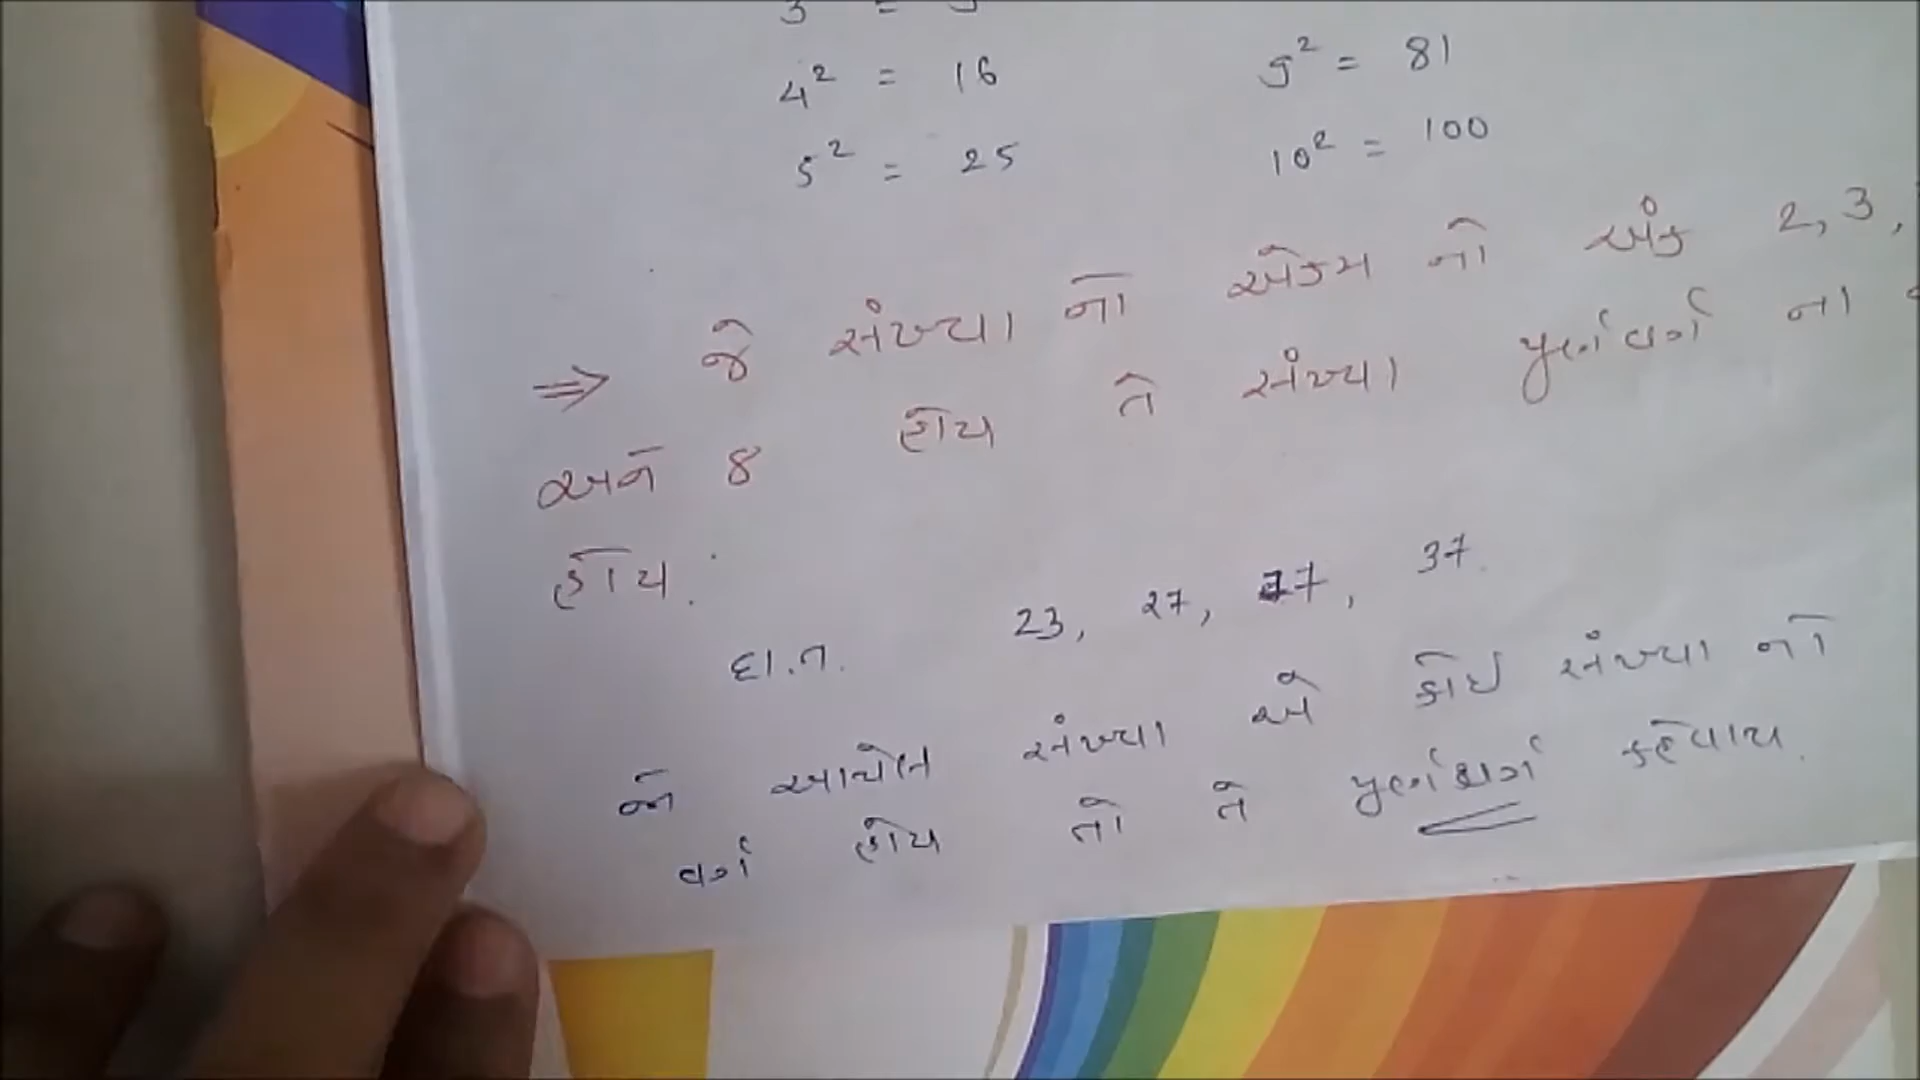 4² = 16 9² = 81
5² = 25 10² = 100
⇒ જે સંખ્યા નો એકમ નો અંક 2, 3,
અને 8 હોય તે સંખ્યા પુર્ણવર્ગ ના
હોય.
દા.ત. 23, 27, 77, 37.
જો આપેલ સંખ્યા એ કોઇ સંખ્યા નો
વર્ગ હોય તો તે પુર્ણવર્ગ કહેવાય.